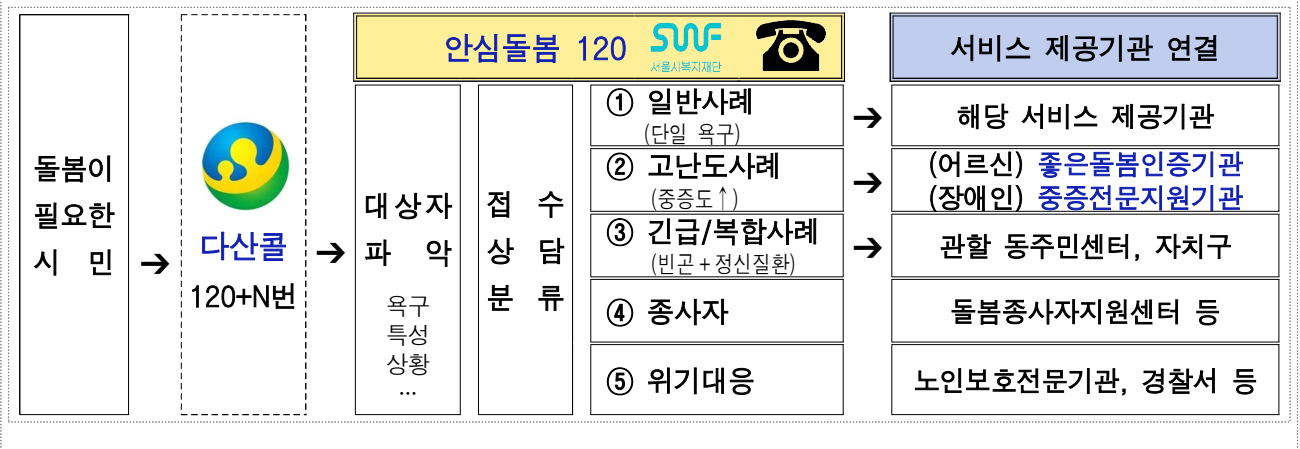 안심돌봄 120
SWF
서울시복지재단
서비스 제공기관 연결
돌봄이
필요한
시 민
→
다산콜
120+N번
→
대상자
파 악
욕구
특성
상황
...
접 수
상 담
분 류
① 일반사례
(단일 욕구)
→
해당 서비스 제공기관
② 고난도사례
(중증도↑)
→
(어르신) 좋은돌봄인증기관
(장애인) 중증전문지원기관
③ 긴급/복합사례
(빈곤+정신질환)
→
관할 동주민센터, 자치구
④ 종사자
돌봄종사자지원센터 등
⑤ 위기대응
노인보호전문기관, 경찰서 등